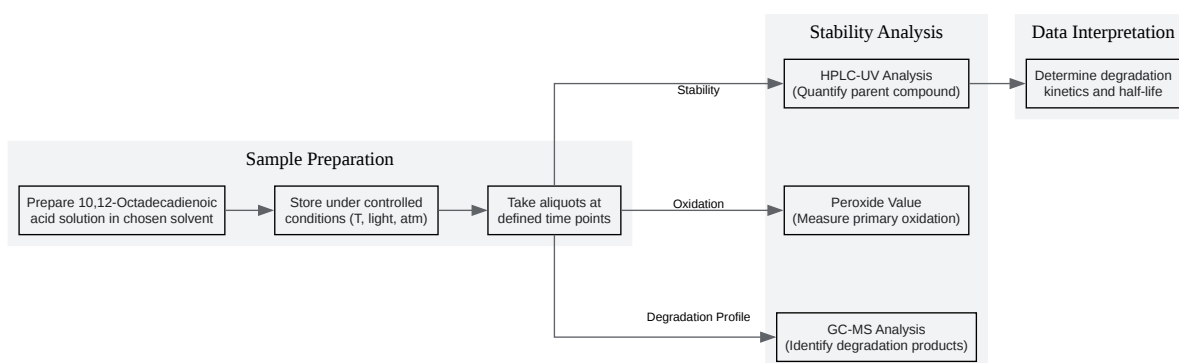 Stability Analysis
Data Interpretation
HPLC-UV Analysis
(Quantify parent compound)
Determine degradation
kinetics and half-life
Stability
Sample Preparation
Prepare 10,12-Octadecadienoic
acid solution in chosen solvent
Store under controlled
conditions (T, light, atm)
Take aliquots at
defined time points
Oxidation
Peroxide Value
(Measure primary oxidation)
Degradation Profile
GC-MS Analysis
(Identify degradation products)